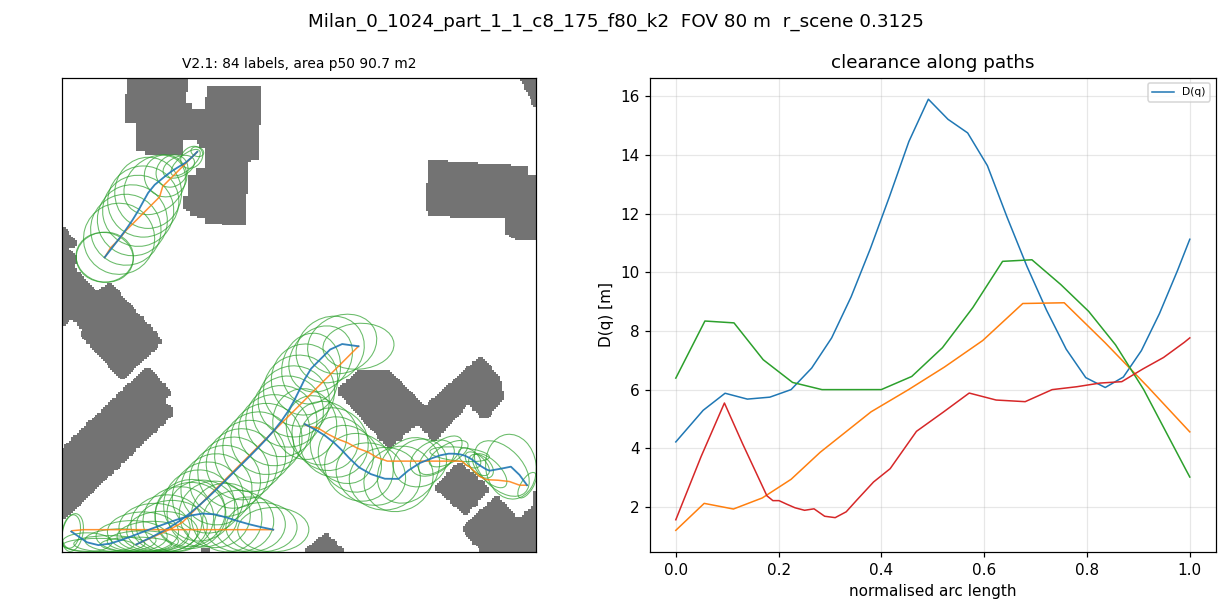 Milan_0_1024_part_1_1_c8_175_f80_k2  FOV 80 m  r_scene 0.3125
V2.1: 84 labels, area p50 90.7 m2
clearance along paths
D(q)
D(q) [m]
16
14
12
10
8
6
4
2
0.0
0.2
0.4
0.6
0.8
1.0
normalised arc length